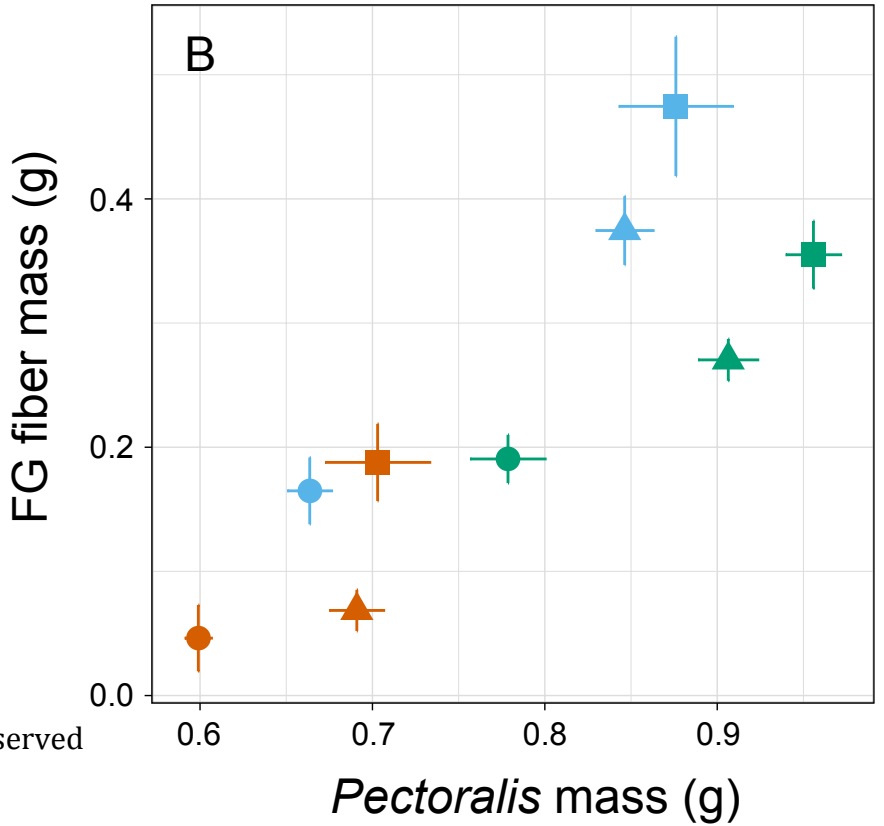 B
FG fiber mass (g)
0.4
0.2
0.0
served
0.6 0.7 0.8 0.9
Pectoralis mass (g)